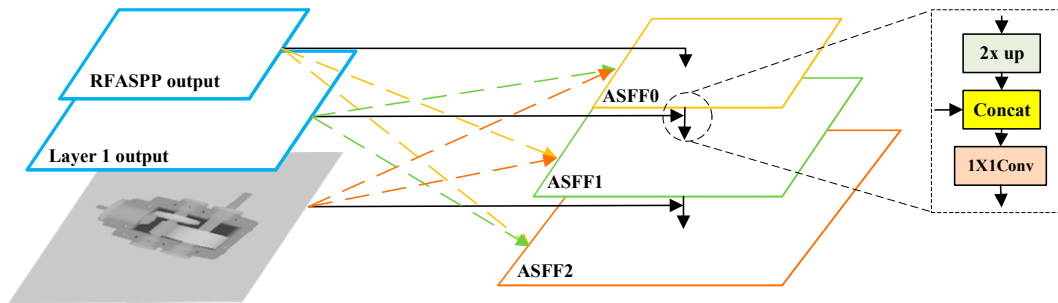 RFASPP output
Layer 1 output
ASFF0
ASFF1
ASFF2
2x up
Concat
1X1Conv